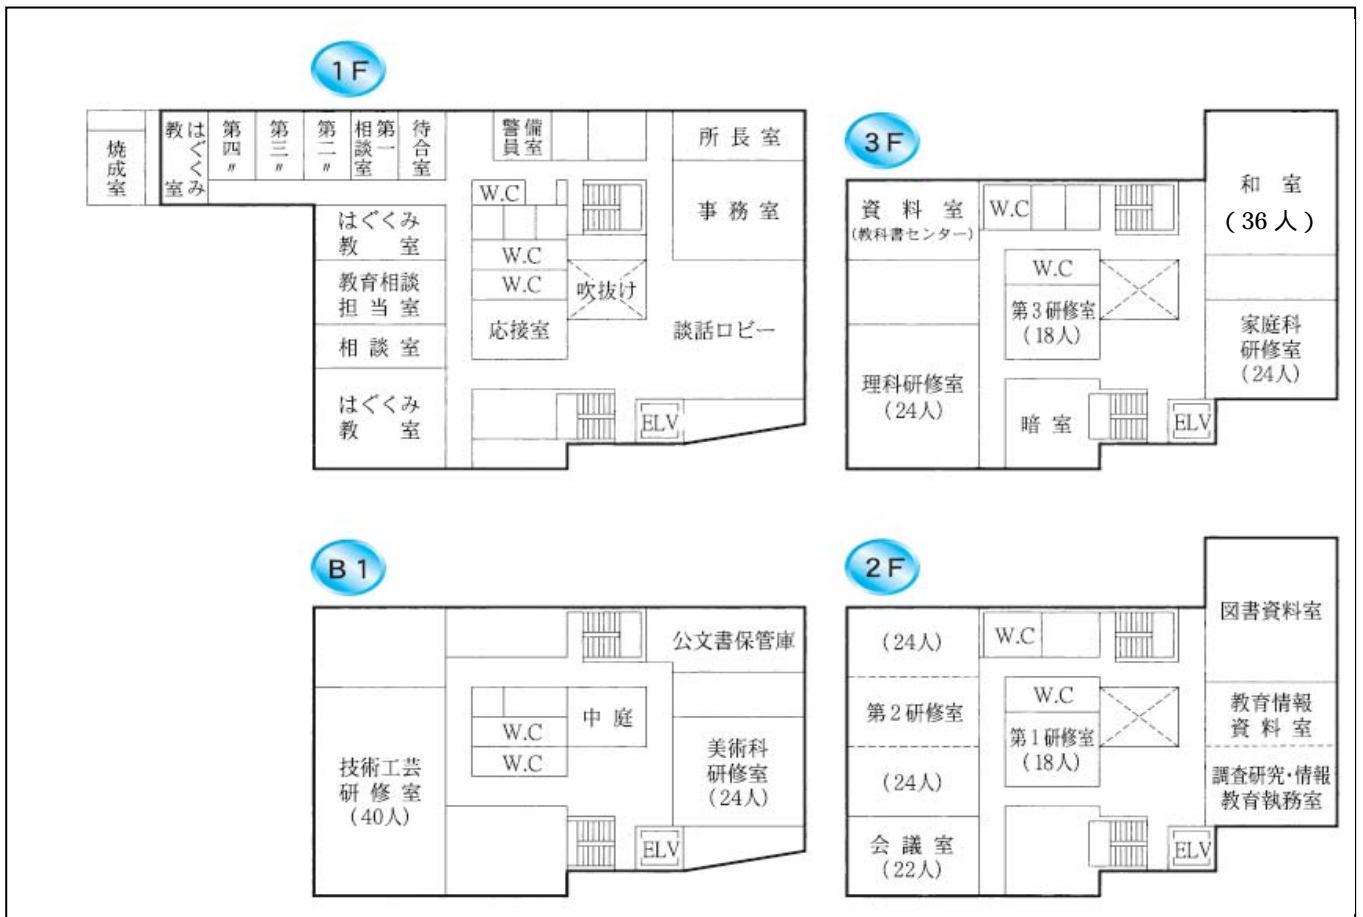 1F
焼成室
はぐくみ
教室
第四〃
第三〃
第二〃
第一
相談室
待合室
警備
員室
所長室
W.C
事務室
はぐくみ
教室
W.C
教育相談
担当室
W.C
吹抜け
応接室
談話ロビー
相談室
はぐくみ
教室
ELV
3F
和室
(36人)
資料室
(教科書センター)
W.C
W.C
第3研修室
(18人)
家庭科
研修室
(24人)
理科研修室
(24人)
暗室
ELV
B1
公文書保管庫
中庭
W.C
W.C
技術工芸
研修室
(40人)
美術科
研修室
(24人)
ELV
2F
図書資料室
(24人)
W.C
第2研修室
W.C
第1研修室
(18人)
教育情報
資料室
(24人)
調査研究・情報
教育執務室
会議室
(22人)
ELV